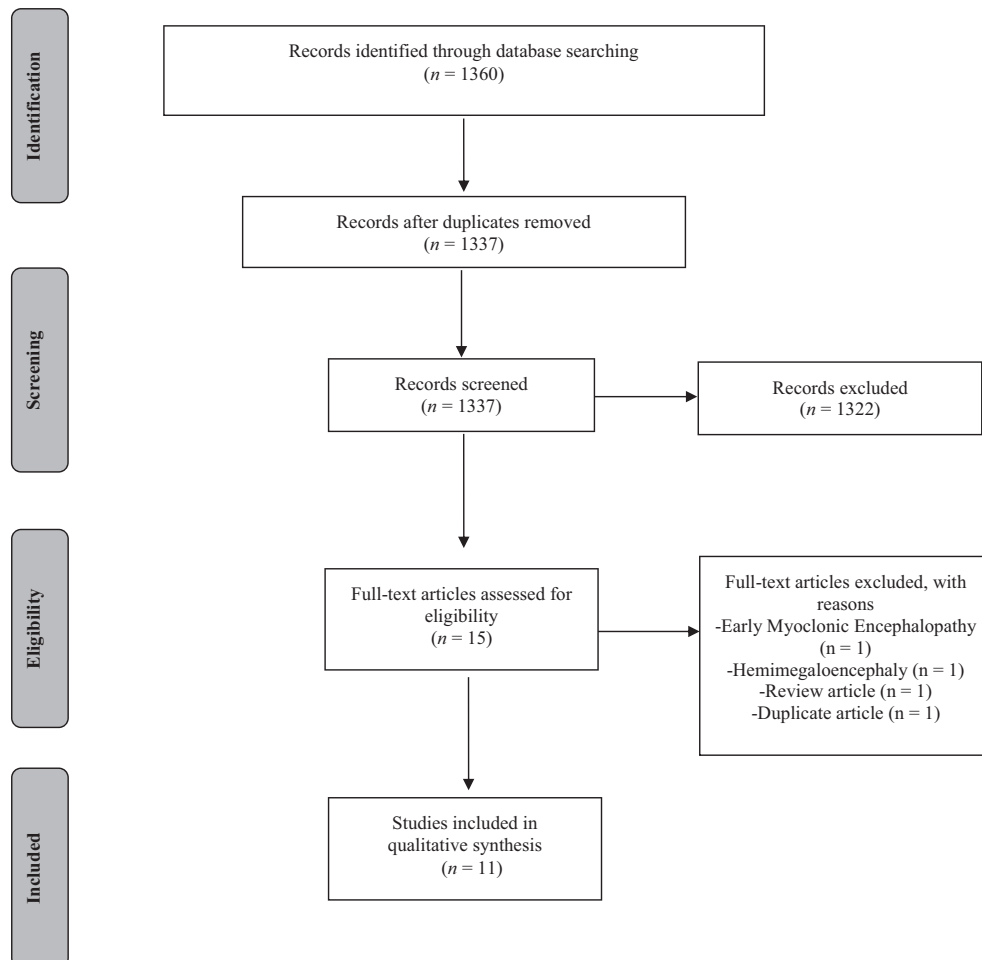 Identification
Records identified through database searching
(n = 1360)
Records after duplicates removed
(n = 1337)
Screening
Records screened
(n = 1337)
Records excluded
(n = 1322)
Eligibility
Full-text articles assessed for
eligibility
(n = 15)
Full-text articles excluded, with
reasons
-Early Myoclonic Encephalopathy
(n = 1)
-Hemimegaloencephaly (n = 1)
-Review article (n = 1)
-Duplicate article (n = 1)
Included
Studies included in
qualitative synthesis
(n = 11)